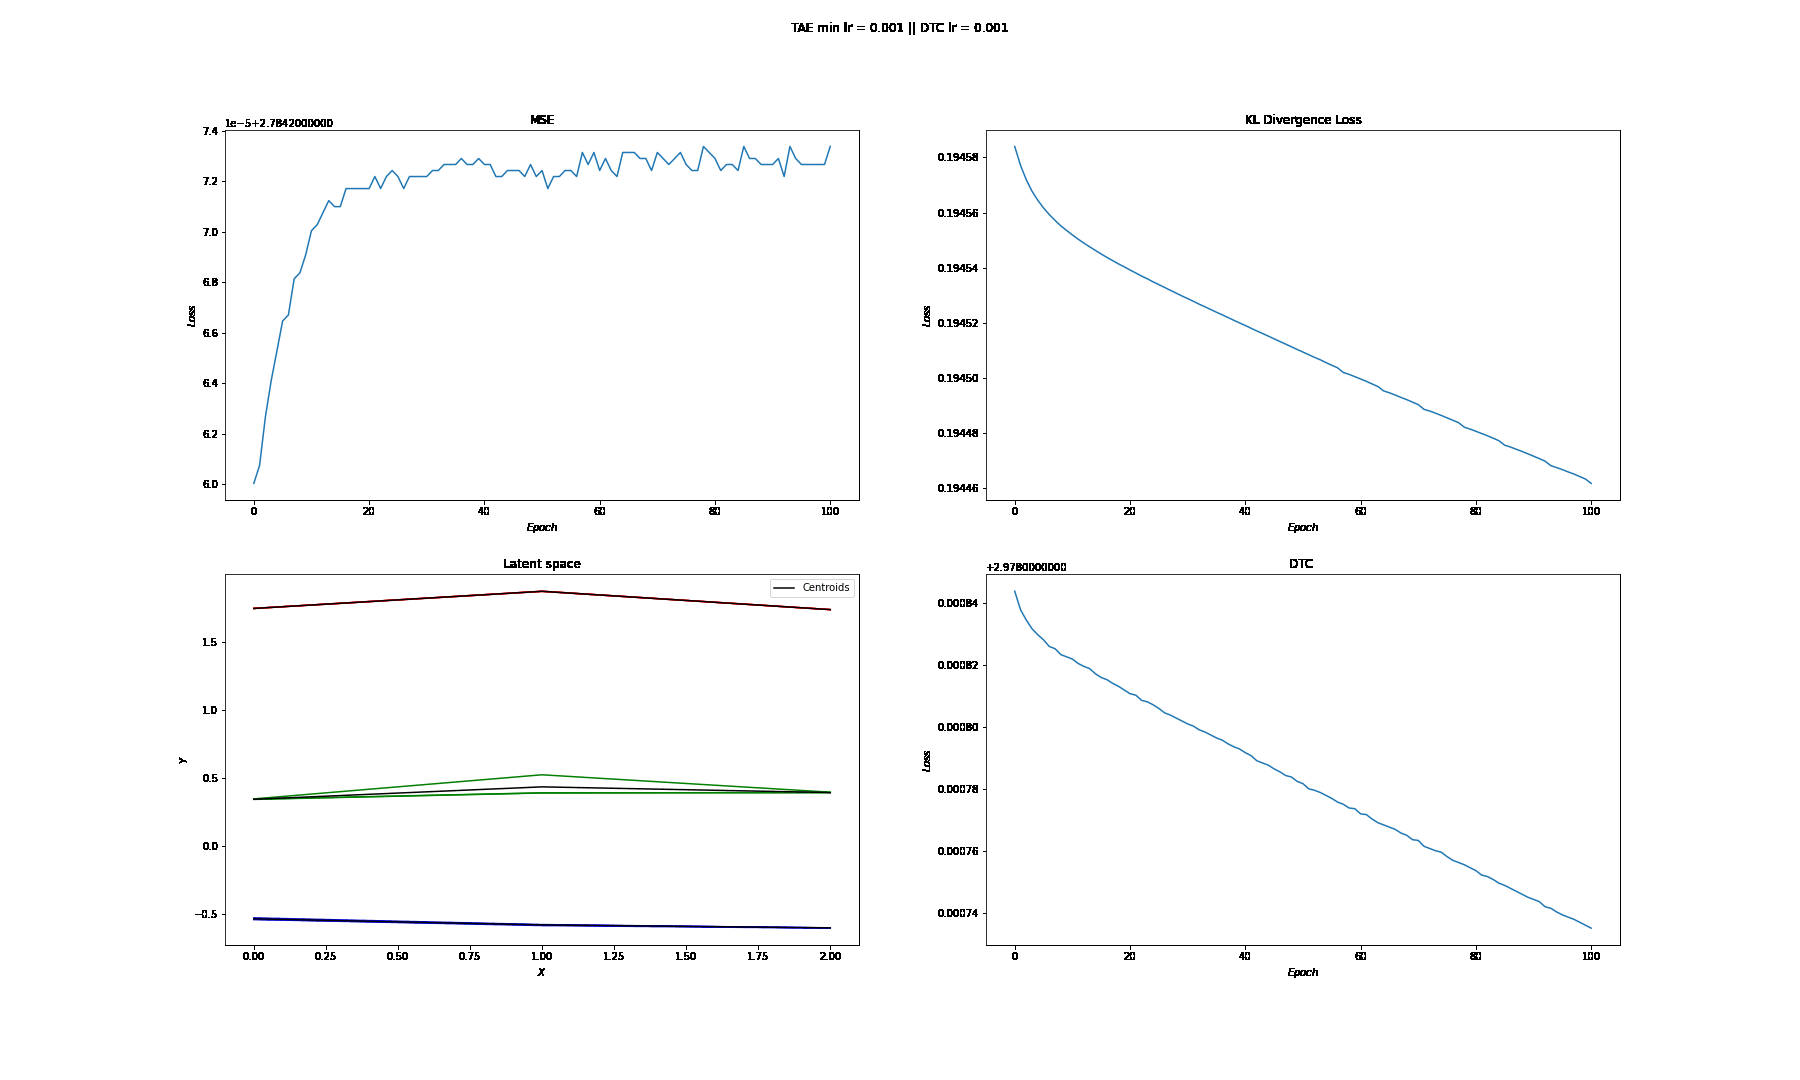 TAE min lr = 0.001 || DTC lr = 0.001
MSE
1e−5+2.7842000000
7.4
7.2
7.0
6.8
6.6
6.4
6.2
6.0
Loss
0 20 40 60 80 100
Epoch
KL Divergence Loss
0.19458
0.19456
0.19454
0.19452
0.19450
0.19448
0.19446
Loss
0 20 40 60 80 100
Epoch
Latent space
Centroids
1.5
1.0
0.5
0.0
−0.5
Y
0.00 0.25 0.50 0.75 1.00 1.25 1.50 1.75 2.00
X
DTC
+2.9780000000
0.00084
0.00082
0.00080
0.00078
0.00076
0.00074
Loss
0 20 40 60 80 100
Epoch